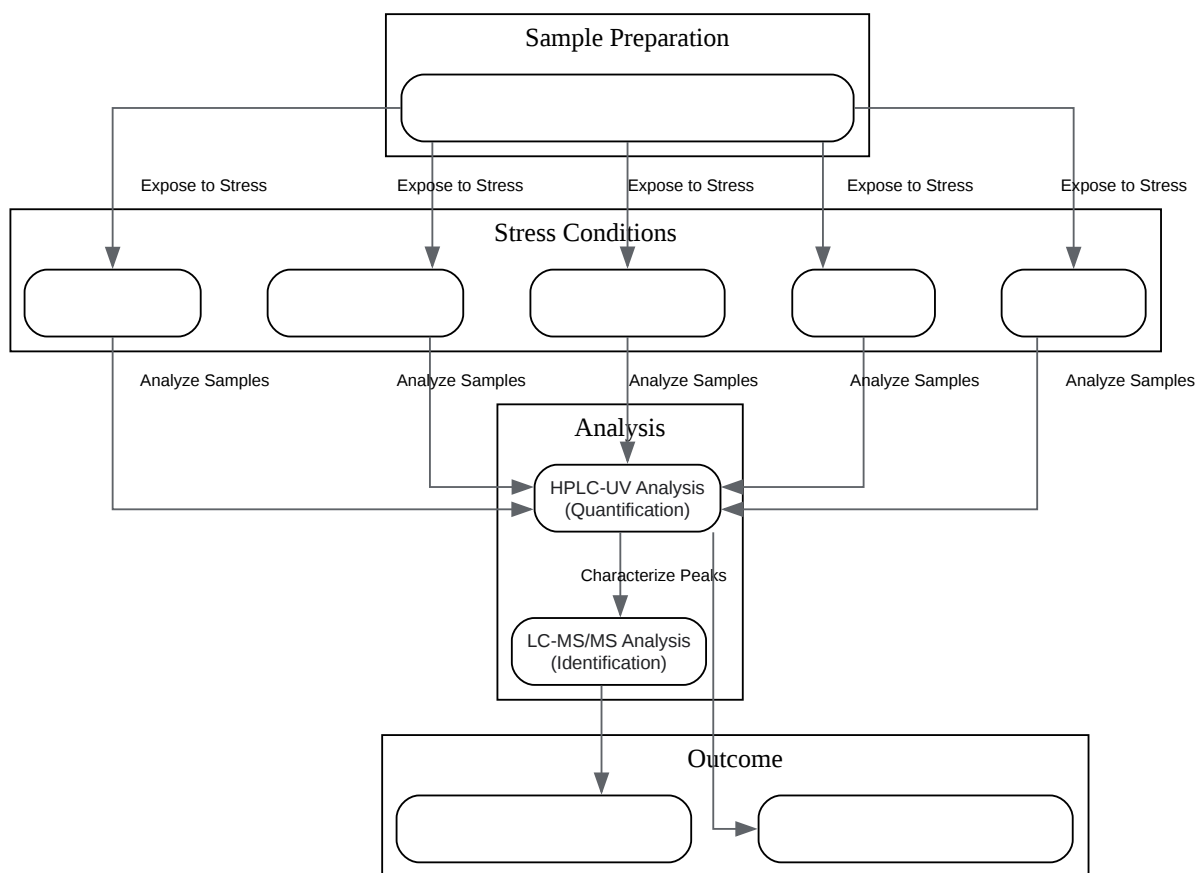 Sample Preparation
Expose to Stress
Expose to Stress
Expose to Stress
Expose to Stress
Expose to Stress
Stress Conditions
Analyze Samples
Analyze Samples
Analyze Samples
Analyze Samples
Analyze Samples
Analysis
HPLC-UV Analysis
(Quantification)
Characterize Peaks
LC-MS/MS Analysis
(Identification)
Outcome